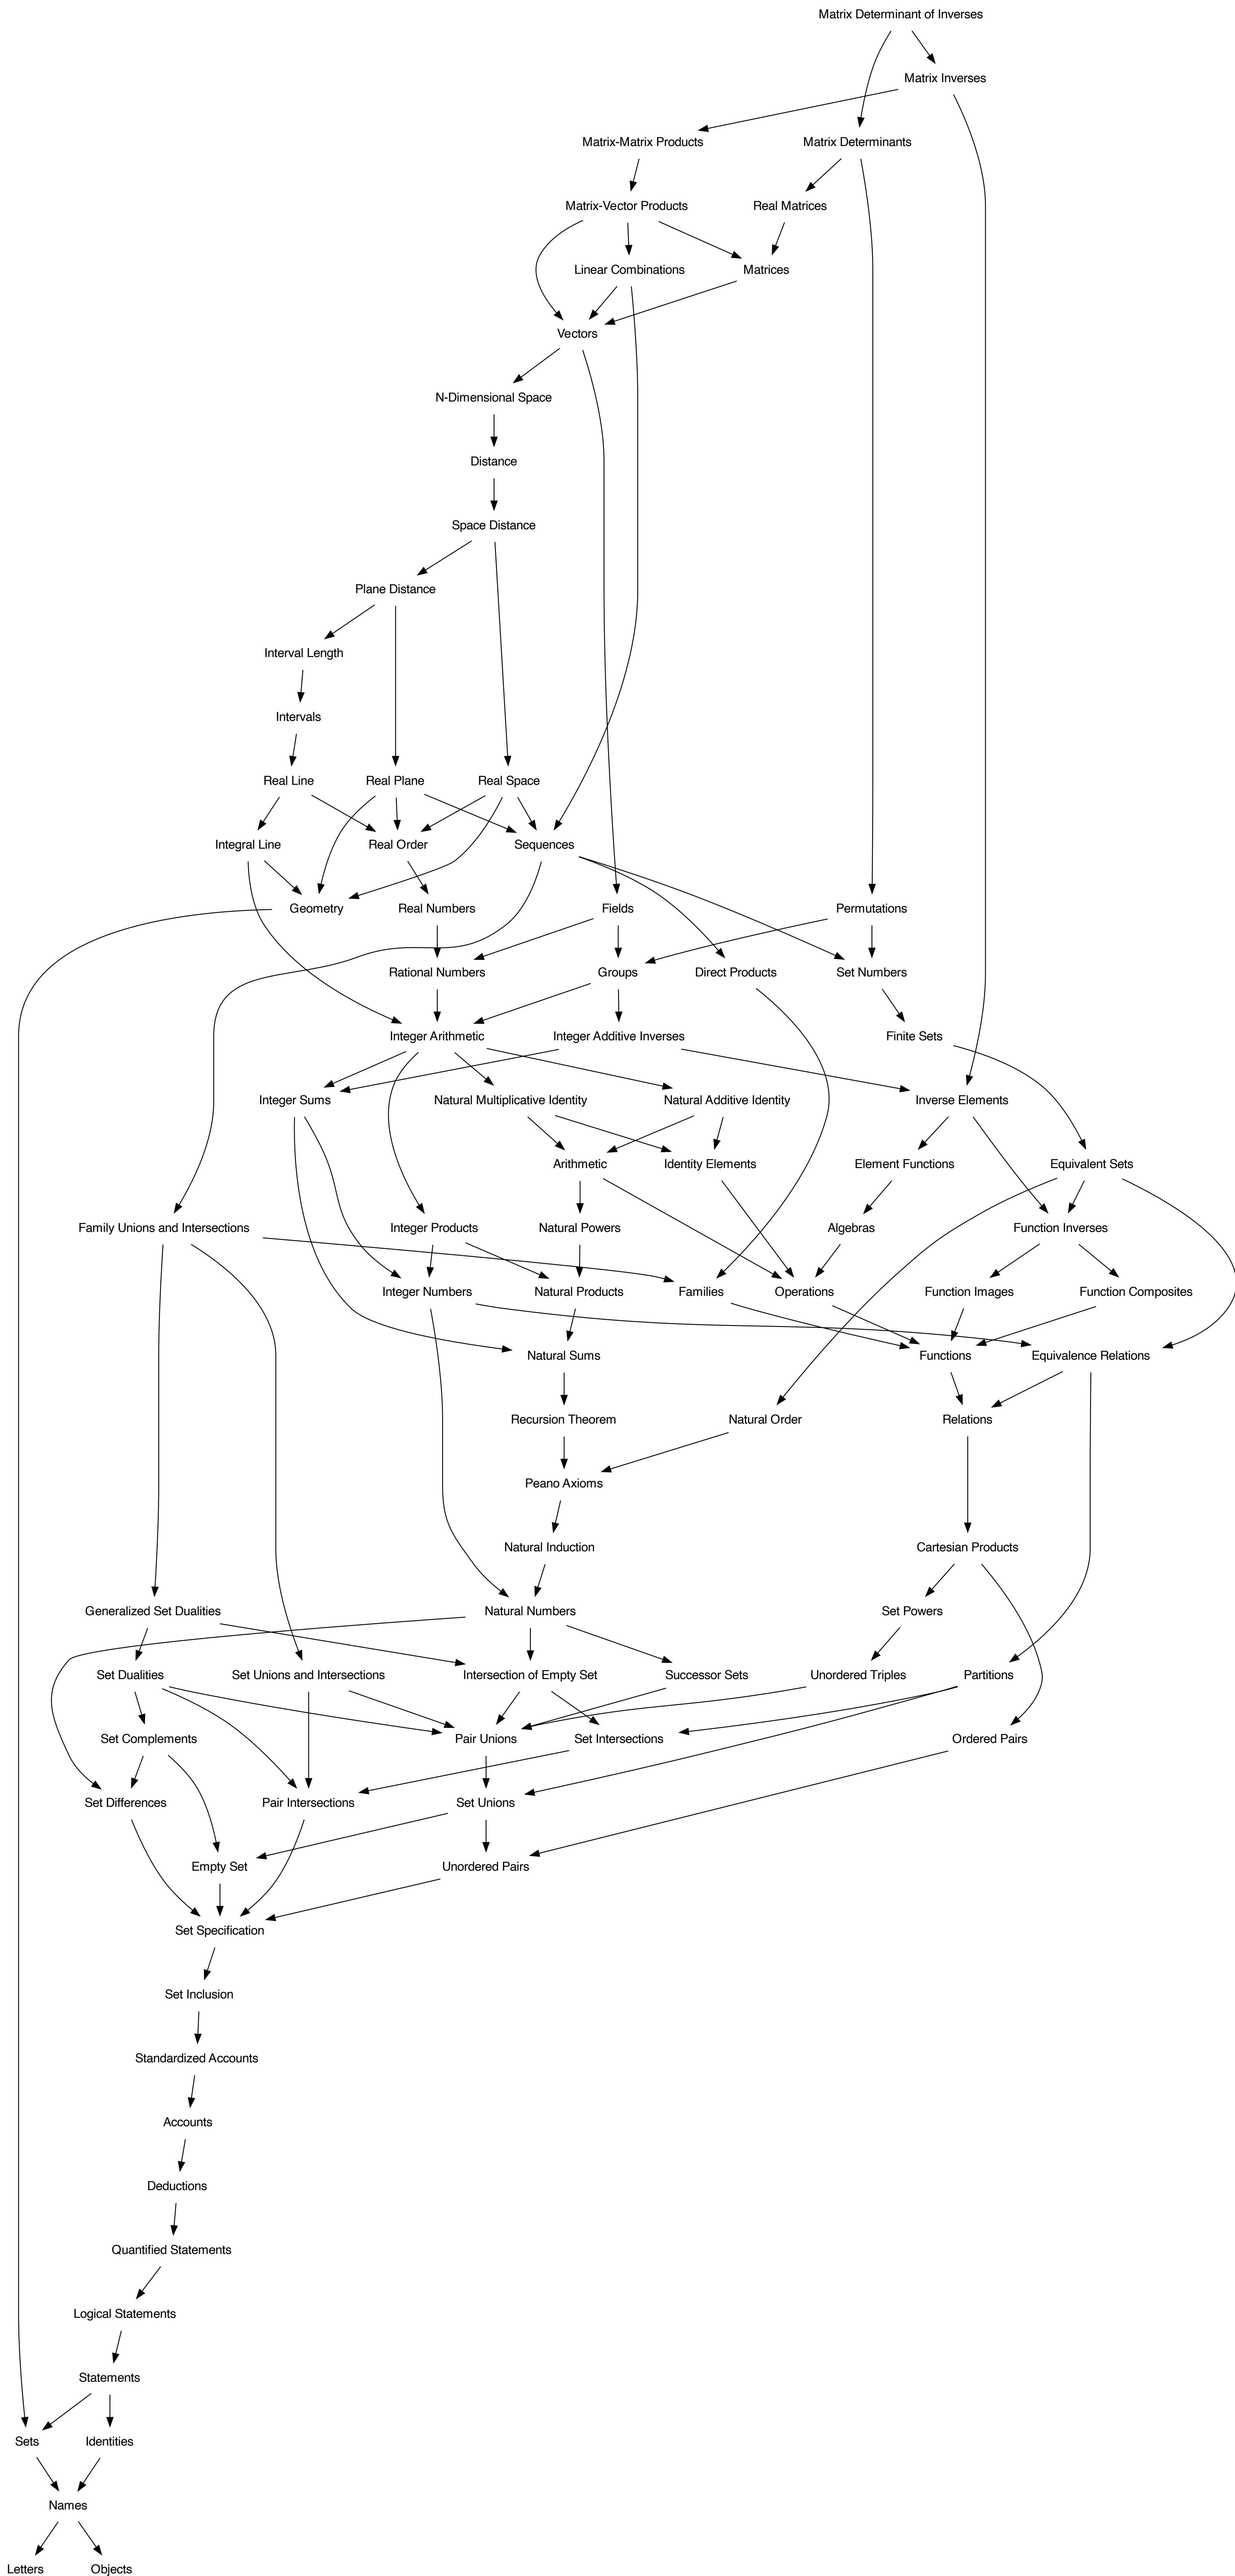 Matrix Determinant of Inverses
Matrix Inverses
Matrix-Matrix Products
Matrix Determinants
Matrix-Vector Products
Real Matrices
Linear Combinations
Matrices
Vectors
N-Dimensional Space
Distance
Space Distance
Plane Distance
Interval Length
Intervals
Real Line
Real Plane
Real Space
Integral Line
Real Order
Sequences
Geometry
Real Numbers
Fields
Permutations
Rational Numbers
Groups
Direct Products
Set Numbers
Integer Arithmetic
Integer Additive Inverses
Finite Sets
Integer Sums
Natural Multiplicative Identity
Natural Additive Identity
Inverse Elements
Arithmetic
Identity Elements
Element Functions
Equivalent Sets
Family Unions and Intersections
Integer Products
Natural Powers
Algebras
Function Inverses
Integer Numbers
Natural Products
Families
Operations
Function Images
Function Composites
Natural Sums
Functions
Equivalence Relations
Recursion Theorem
Natural Order
Relations
Peano Axioms
Natural Induction
Cartesian Products
Generalized Set Dualities
Natural Numbers
Set Powers
Set Dualities
Set Unions and Intersections
Intersection of Empty Set
Successor Sets
Unordered Triples
Partitions
Set Complements
Pair Unions
Set Intersections
Ordered Pairs
Set Differences
Pair Intersections
Set Unions
Empty Set
Unordered Pairs
Set Specification
Set Inclusion
Standardized Accounts
Accounts
Deductions
Quantified Statements
Logical Statements
Statements
Sets
Identities
Names
Letters
Objects